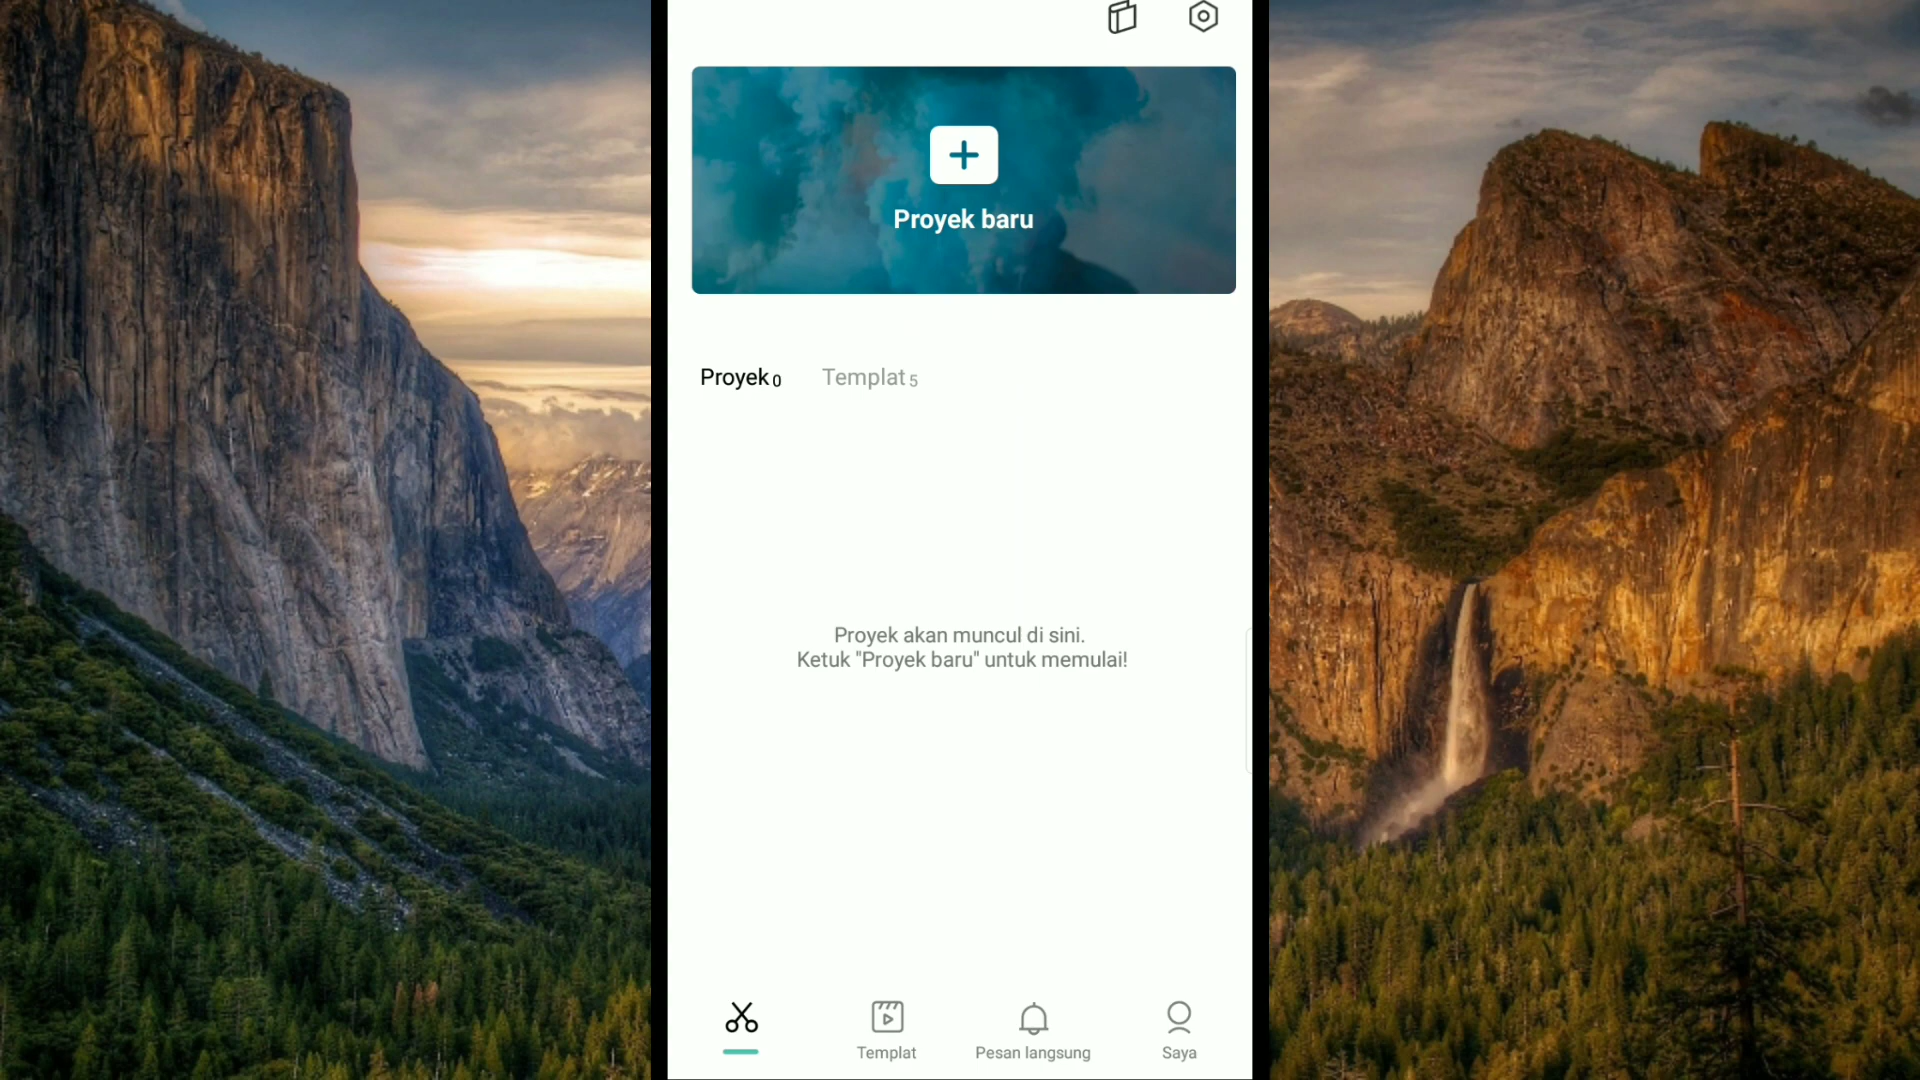 Proyek baru
Proyek 0 Templat 5
Proyek akan muncul di sini.
Ketuk "Proyek baru" untuk memulai!
Templat Pesan langsung Saya